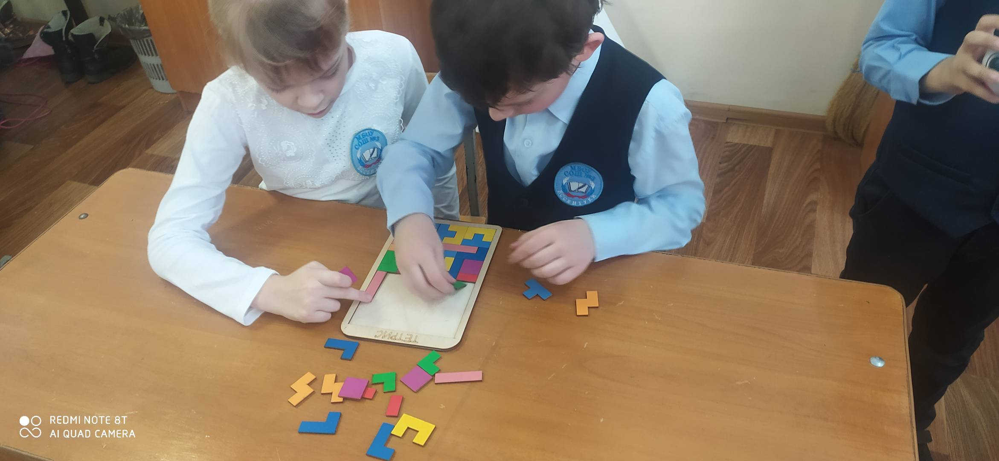 МБОУ
СОШ №3
ЕССЕНТУКИ
МБОУ
СОШ №3
ЕССЕНТУКИ
ТЕТРИС
REDMI NOTE 8T
AI QUAD CAMERA